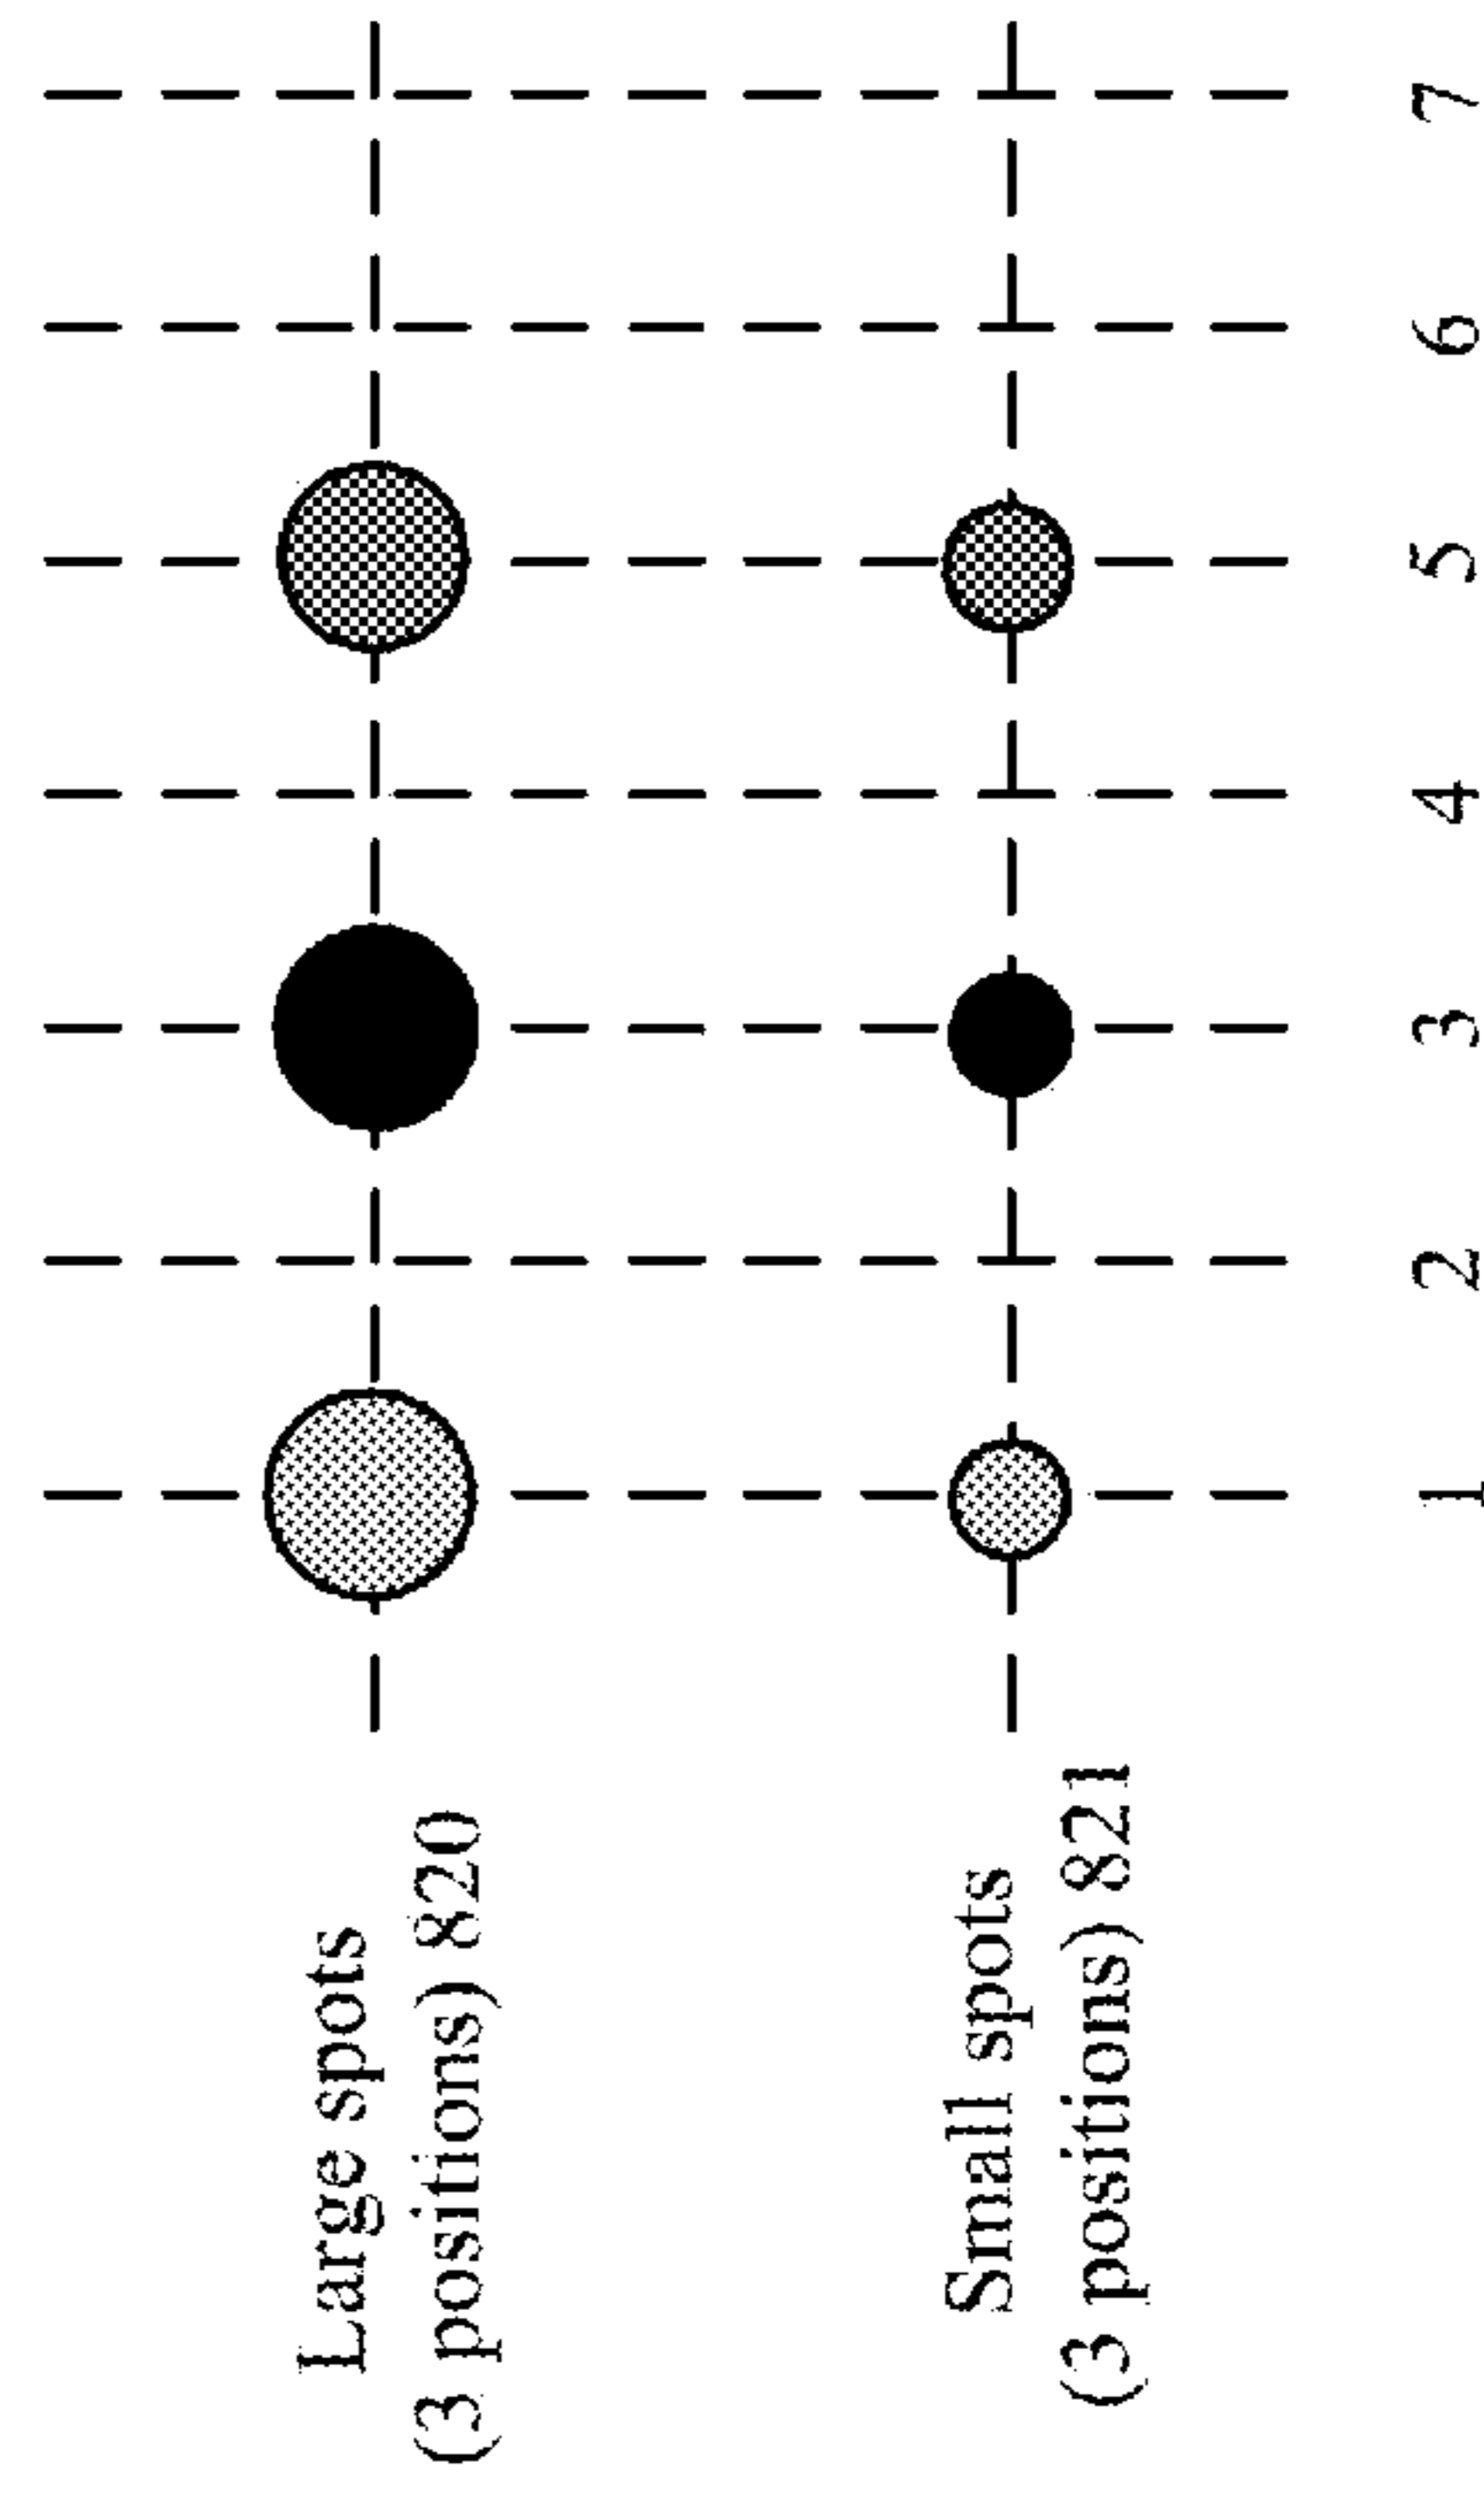 Large spots
(3 positions) 820
Small spots
(3 positions) 821
1 2 3 4 5 6 7